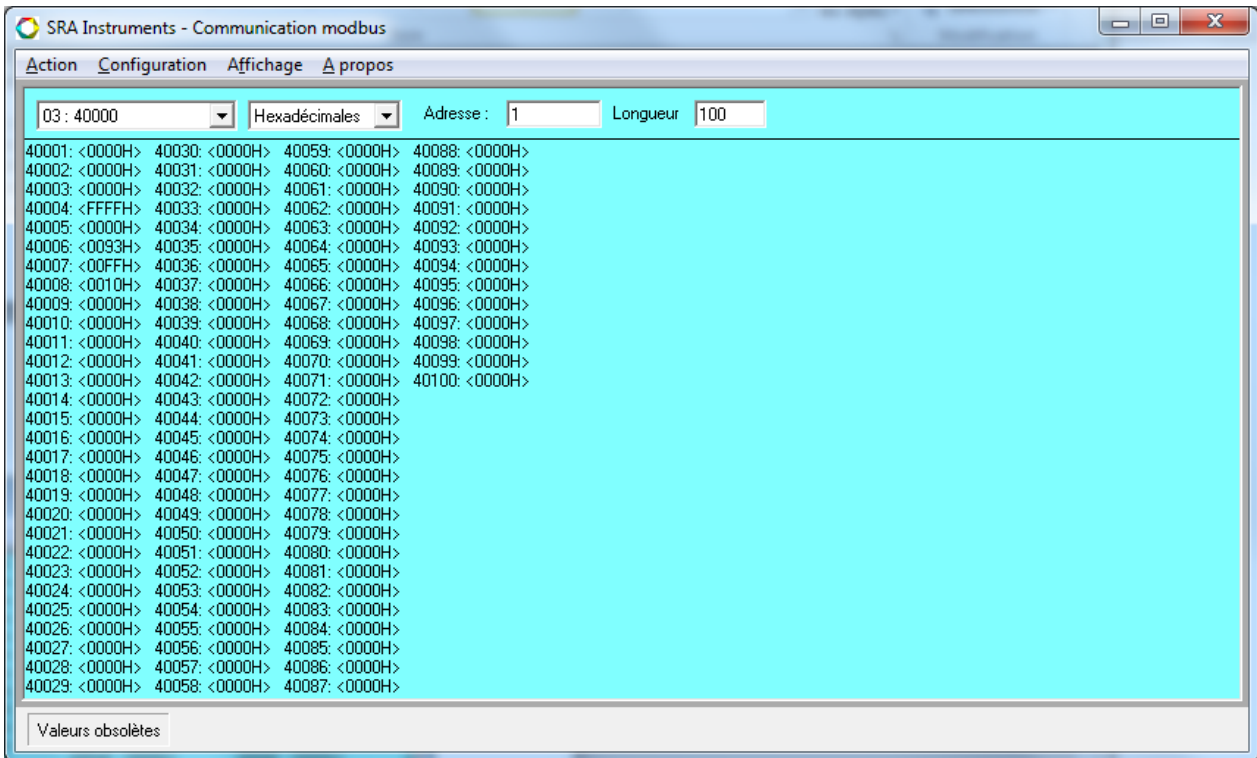 SRA Instruments - Communication modbus
Action Configuration Affichage A propos
03 : 40000 Hexadécimales Adresse : 1 Longueur 100
40001: <0000H> 40030: <0000H> 40059: <0000H> 40088: <0000H>
40002: <0000H> 40031: <0000H> 40060: <0000H> 40089: <0000H>
40003: <0000H> 40032: <0000H> 40061: <0000H> 40090: <0000H>
40004: <FFFFH> 40033: <0000H> 40062: <0000H> 40091: <0000H>
40005: <0000H> 40034: <0000H> 40063: <0000H> 40092: <0000H>
40006: <0093H> 40035: <0000H> 40064: <0000H> 40093: <0000H>
40007: <00FFH> 40036: <0000H> 40065: <0000H> 40094: <0000H>
40008: <0010H> 40037: <0000H> 40066: <0000H> 40095: <0000H>
40009: <0000H> 40038: <0000H> 40067: <0000H> 40096: <0000H>
40010: <0000H> 40039: <0000H> 40068: <0000H> 40097: <0000H>
40011: <0000H> 40040: <0000H> 40069: <0000H> 40098: <0000H>
40012: <0000H> 40041: <0000H> 40070: <0000H> 40099: <0000H>
40013: <0000H> 40042: <0000H> 40071: <0000H> 40100: <0000H>
40014: <0000H> 40043: <0000H> 40072: <0000H>
40015: <0000H> 40044: <0000H> 40073: <0000H>
40016: <0000H> 40045: <0000H> 40074: <0000H>
40017: <0000H> 40046: <0000H> 40075: <0000H>
40018: <0000H> 40047: <0000H> 40076: <0000H>
40019: <0000H> 40048: <0000H> 40077: <0000H>
40020: <0000H> 40049: <0000H> 40078: <0000H>
40021: <0000H> 40050: <0000H> 40079: <0000H>
40022: <0000H> 40051: <0000H> 40080: <0000H>
40023: <0000H> 40052: <0000H> 40081: <0000H>
40024: <0000H> 40053: <0000H> 40082: <0000H>
40025: <0000H> 40054: <0000H> 40083: <0000H>
40026: <0000H> 40055: <0000H> 40084: <0000H>
40027: <0000H> 40056: <0000H> 40085: <0000H>
40028: <0000H> 40057: <0000H> 40086: <0000H>
40029: <0000H> 40058: <0000H> 40087: <0000H>
Valeurs obsolètes